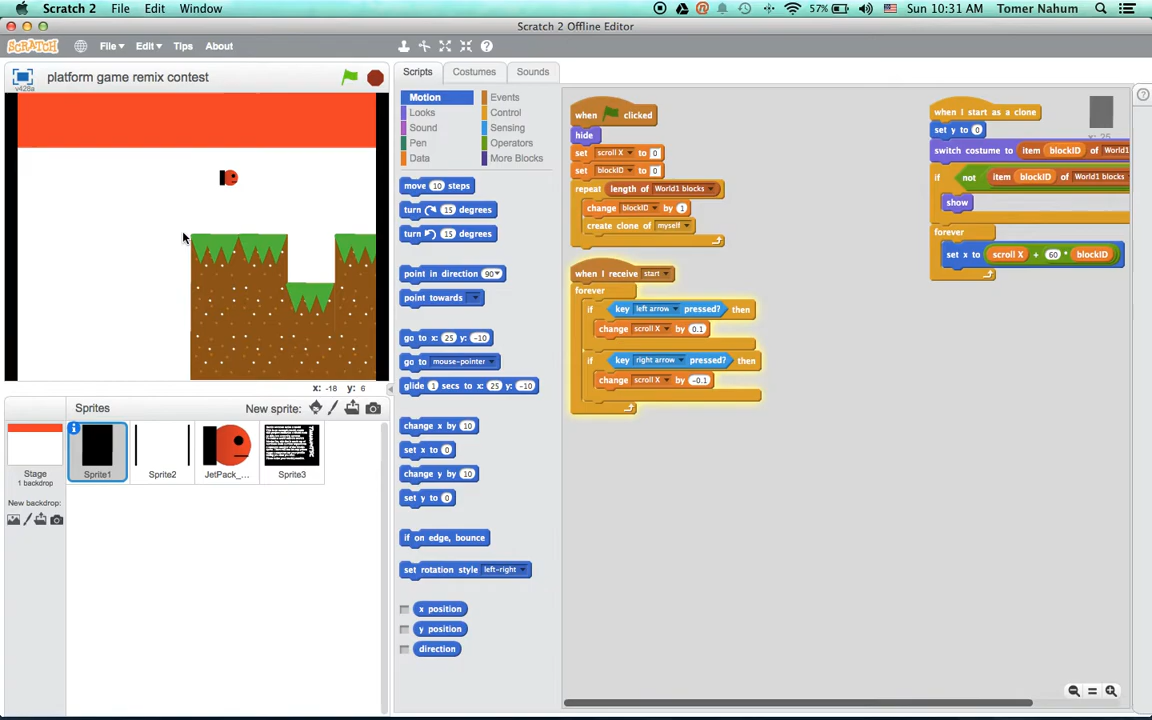 Scratch 2 File Edit Window 57% Sun 10:31 AM Tomer Nahum
Scratch 2 Offline Editor
SCRATCH File Edit Tips About
platform game remix contest
v428a
Scripts Costumes Sounds
Motion Events
Looks Control
Sound Sensing
Pen Operators
Data More Blocks
move 10 steps
turn 15 degrees
turn 15 degrees
point in direction 90
point towards
go to x: 25 y: -10
go to mouse-pointer
glide 1 secs to x: 25 y: -10
change x by 10
set x to 0
change y by 10
set y to 0
if on edge, bounce
set rotation style left-right
x position
y position
direction
when clicked
hide
set scroll X to 0
set blockID to 0
repeat length of World1 blocks
change blockID by 1
create clone of myself
when I receive start
forever
if key left arrow pressed? then
change scroll X by 0.1
if key right arrow pressed? then
change scroll X by -0.1
when I start as a clone
set y to 0
switch costume to item blockID of World1
if not item blockID of World1 blocks
show
forever
set x to scroll X + 60 * blockID
x: 25
x: -18 y: 6
Sprites New sprite:
Stage
1 backdrop
New backdrop:
Sprite1
Sprite2
JetPack_...
Sprite3